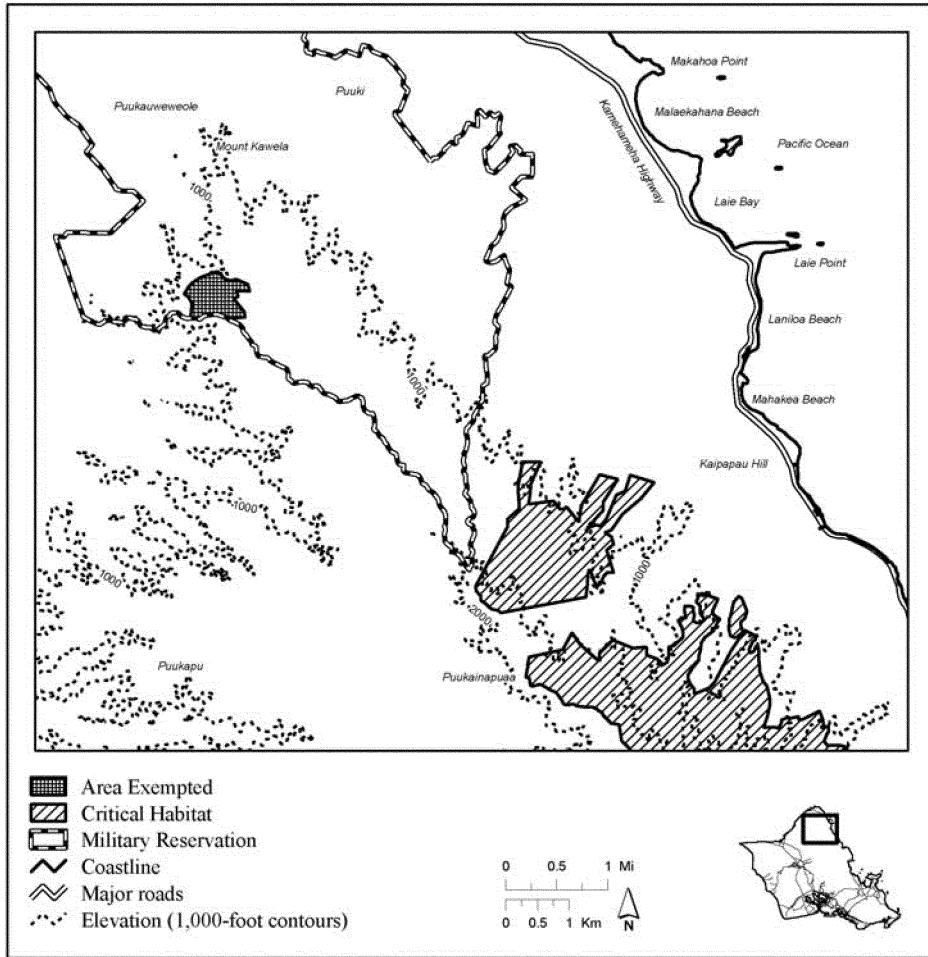 Makahoa Point
Puuki
Puukauweweole
Malaekahana Beach
Mount Kawela
Kamehameha Highway
Pacific Ocean
1000
Laie Bay
Laie Point
Laniloa Beach
1000
Mahakea Beach
Kaipapau Hill
1000
1000
1000
2000
Puukapu
Puukainapuaa
Area Exempted
Critical Habitat
Military Reservation
Coastline
Major roads
Elevation (1,000-foot contours)
0 0.5 1 Mi
0 0.5 1 Km
N